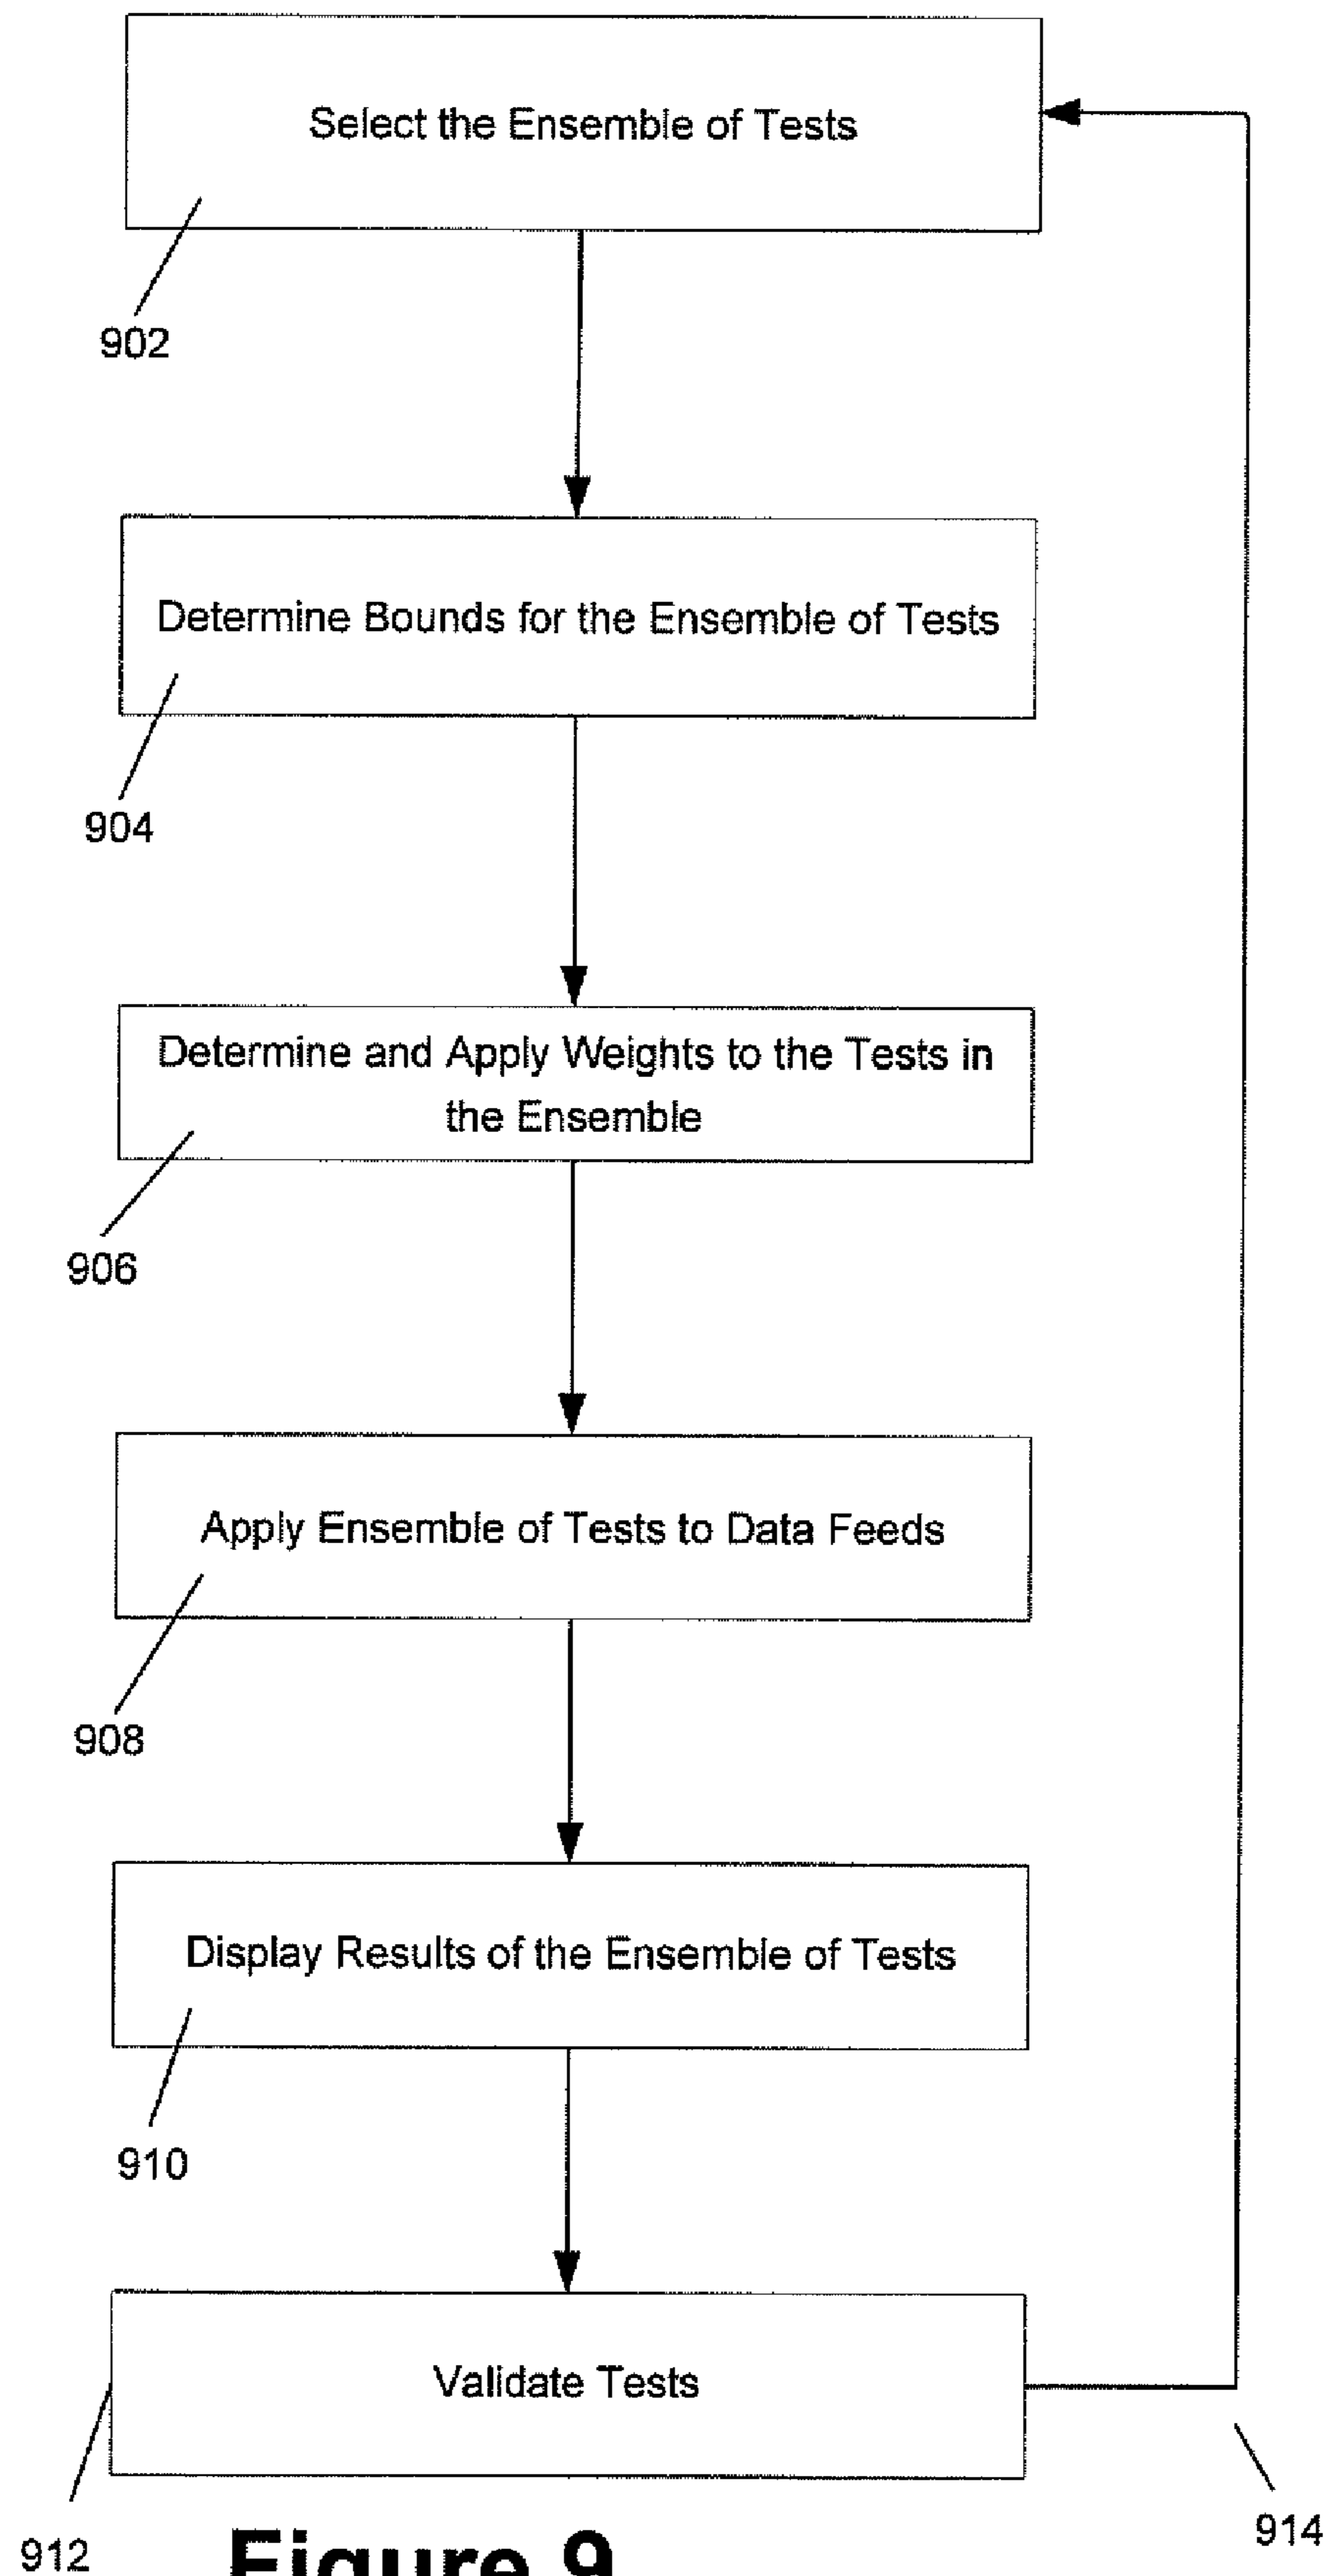 Select the Ensemble of Tests
902
Determine Bounds for the Ensemble of Tests
904
Determine and Apply Weights to the Tests in
the Ensemble
906
Apply Ensemble of Tests to Data Feeds
908
Display Results of the Ensemble of Tests
910
Validate Tests
912
914
Figure 9